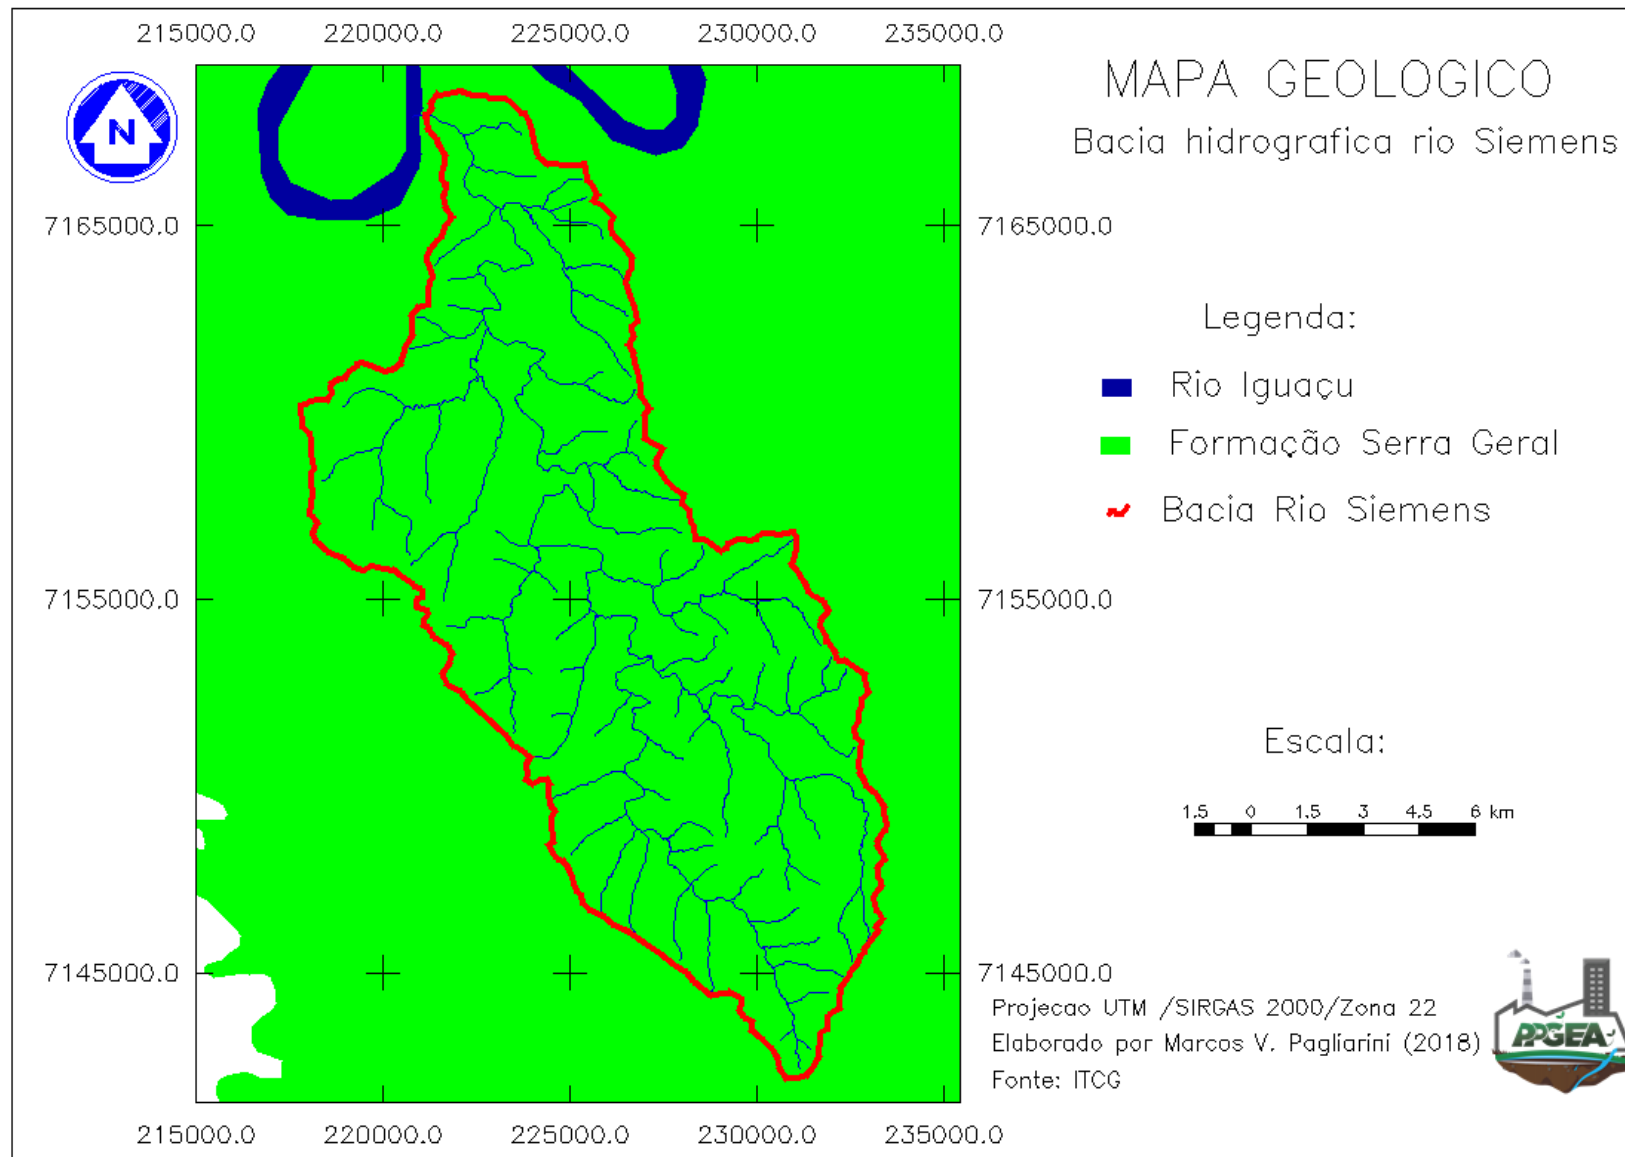 215000.0 220000.0 225000.0 230000.0 235000.0
MAPA GEOLOGICO
Bacia hidrografica rio Siemens
N
7165000.0 7165000.0
Legenda:
Rio Iguaçu
Formação Serra Geral
Bacia Rio Siemens
7155000.0 7155000.0
Escala:
1.5 0 1.5 3 4.5 6 km
7145000.0 7145000.0
Projecao UTM /SIRGAS 2000/Zona 22
Elaborado por Marcos V. Pagliarini (2018)
Fonte: ITCG
PPGEA
215000.0 220000.0 225000.0 230000.0 235000.0